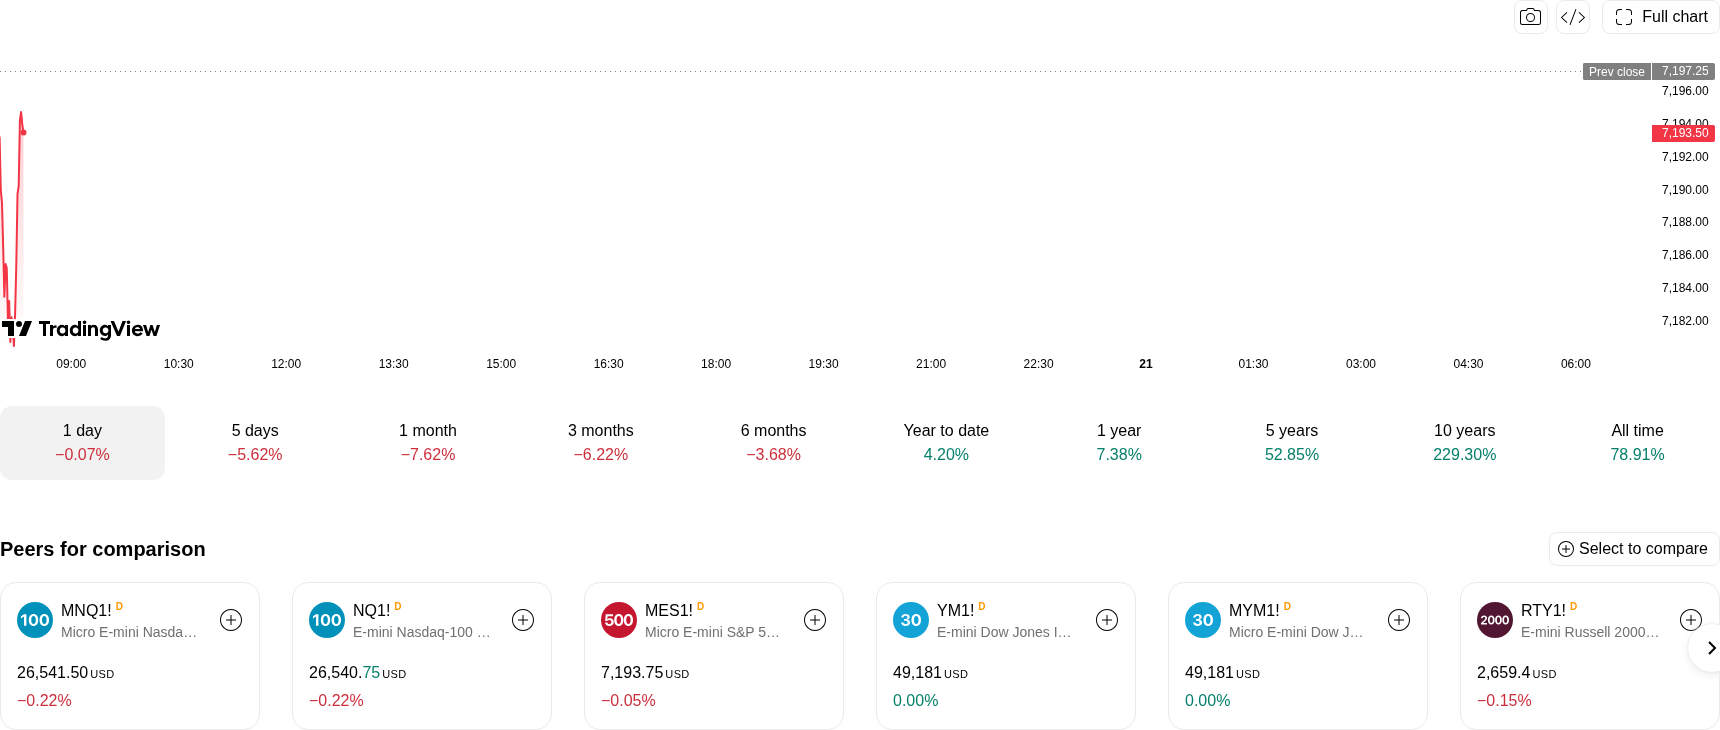 Full chart
Prev close 7,197.25
7,196.00
7,194.00
7,193.50
7,192.00
7,190.00
7,188.00
7,186.00
7,184.00
7,182.00
TradingView
09:00 10:30 12:00 13:30 15:00 16:30 18:00 19:30 21:00 22:30 21 01:30 03:00 04:30 06:00
1 day 5 days 1 month 3 months 6 months Year to date 1 year 5 years 10 years All time
−0.07% −5.62% −7.62% −6.22% −3.68% 4.20% 7.38% 52.85% 229.30% 78.91%
Peers for comparison
Select to compare
100 MNQ1! D
Micro E-mini Nasda…
26,541.50 USD
−0.22%
100 NQ1! D
E-mini Nasdaq-100 …
26,540.75 USD
−0.22%
500 MES1! D
Micro E-mini S&P 5…
7,193.75 USD
−0.05%
30 YM1! D
E-mini Dow Jones I…
49,181 USD
0.00%
30 MYM1! D
Micro E-mini Dow J…
49,181 USD
0.00%
2000 RTY1! D
E-mini Russell 2000…
2,659.4 USD
−0.15%